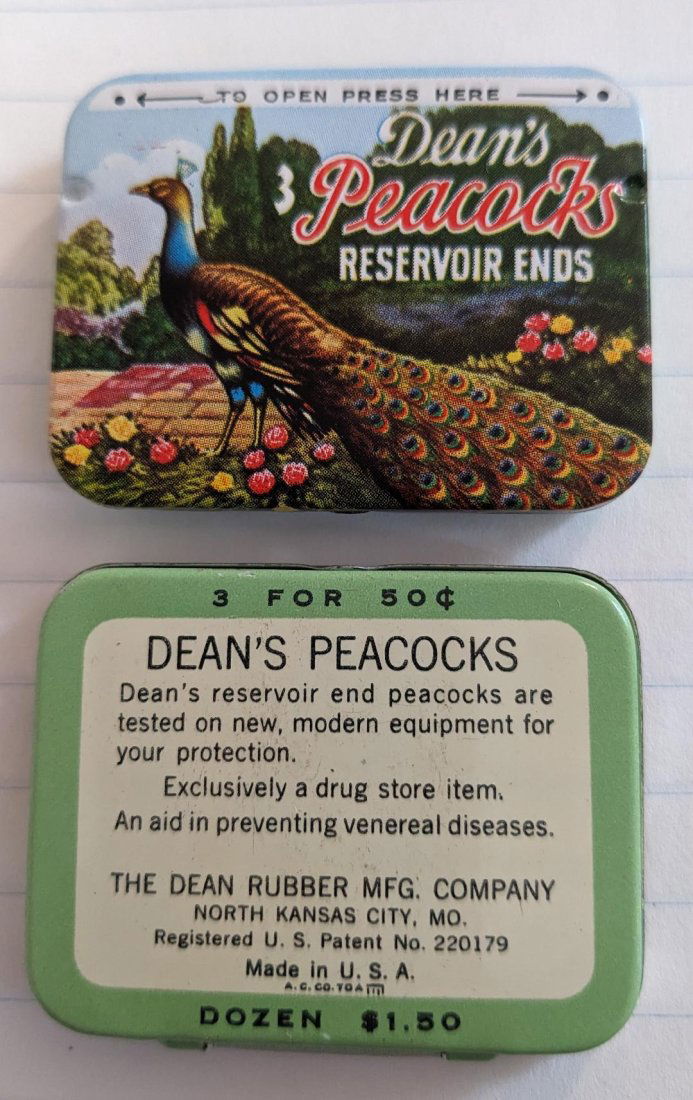 TO OPEN PRESS HERE
Dean's
3 Peacocks
RESERVOIR ENDS
3 FOR 50¢
DEAN'S PEACOCKS
Dean's reservoir end peacocks are
tested on new, modern equipment for
your protection.
Exclusively a drug store item.
An aid in preventing venereal diseases.
THE DEAN RUBBER MFG. COMPANY
NORTH KANSAS CITY, MO.
Registered U. S. Patent No. 220179
Made in U. S. A.
A.C.CO. 70A
DOZEN $1.50